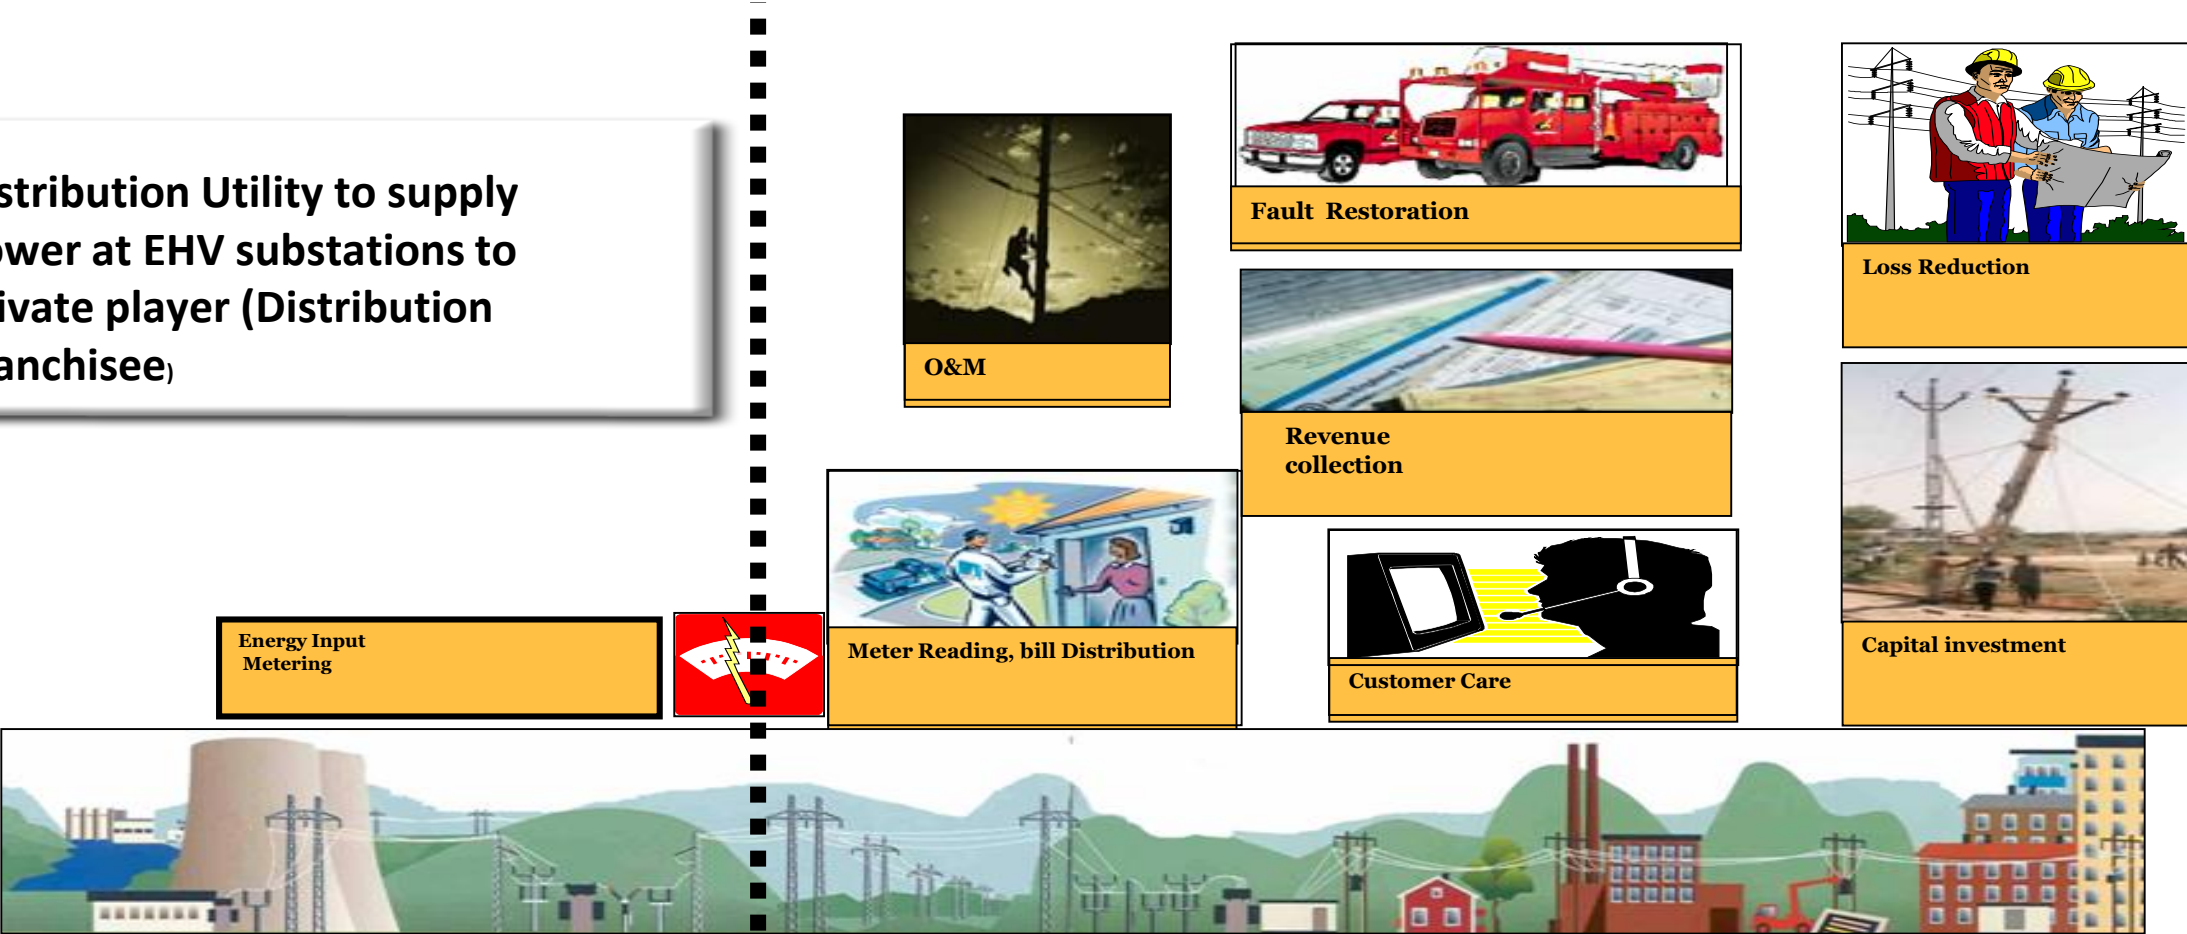 stribution Utility to supply
ower at EHV substations to
ivate player (Distribution
anchisee)
O&M
Fault Restoration
Loss Reduction
Revenue
collection
Energy Input
Metering
Meter Reading, bill Distribution
Customer Care
Capital investment